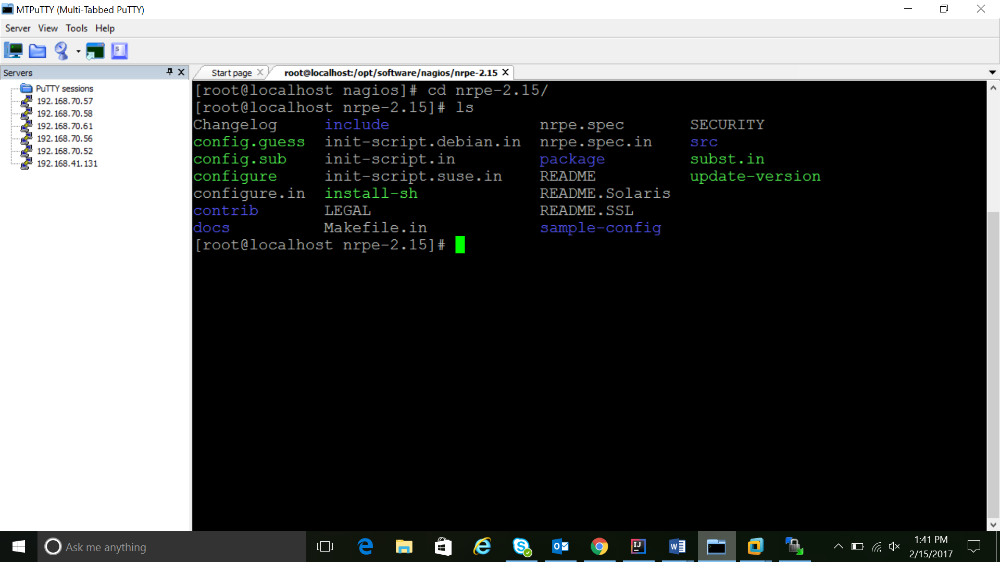 MTPuTTY (Multi-Tabbed PuTTY)
Server View Tools Help
Servers
Start page root@localhost:/opt/software/nagios/nrpe-2.15
PuTTY sessions
192.168.70.57
192.168.70.58
192.168.70.61
192.168.70.56
192.168.70.52
192.168.41.131
[root@localhost nagios]# cd nrpe-2.15/
[root@localhost nrpe-2.15]# ls
Changelog include nrpe.spec SECURITY
config.guess init-script.debian.in nrpe.spec.in src
config.sub init-script.in package subst.in
configure init-script.suse.in README update-version
configure.in install-sh README.Solaris
contrib LEGAL README.SSL
docs Makefile.in sample-config
[root@localhost nrpe-2.15]#
Ask me anything
1:41 PM
2/15/2017